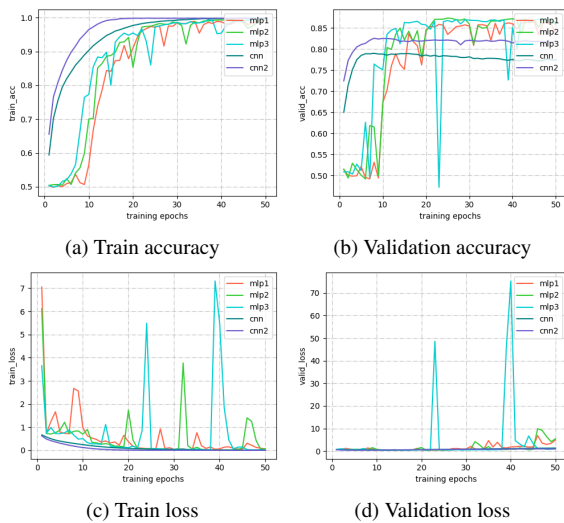 1.0
0.9
0.8
0.7
0.6
0.5
train_acc
0 10 20 30 40 50
training epochs
mlp1
mlp2
mlp3
cnn
cnn2
(a) Train accuracy
0.85
0.80
0.75
0.70
0.65
0.60
0.55
0.50
valid_acc
0 10 20 30 40 50
training epochs
mlp1
mlp2
mlp3
cnn
cnn2
(b) Validation accuracy
7
6
5
4
3
2
1
0
train_loss
0 10 20 30 40 50
training epochs
mlp1
mlp2
mlp3
cnn
cnn2
(c) Train loss
70
60
50
40
30
20
10
0
valid_loss
0 10 20 30 40 50
training epochs
mlp1
mlp2
mlp3
cnn
cnn2
(d) Validation loss